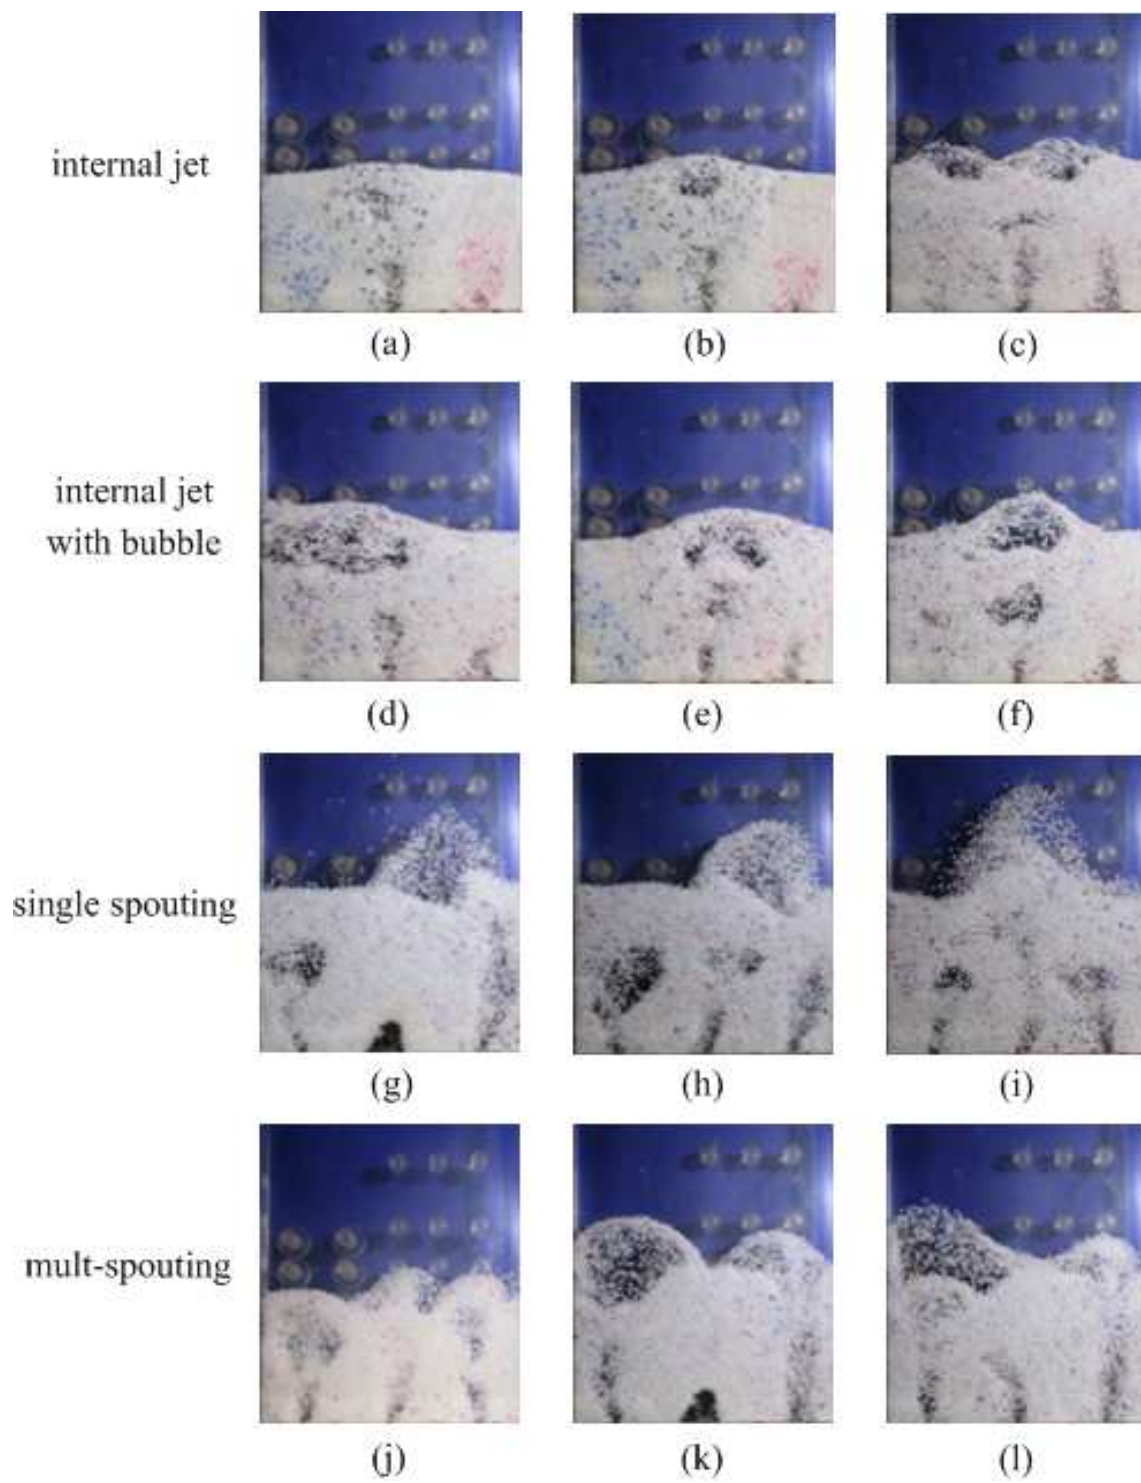 internal jet
(a)
(b)
(c)
internal jet
with bubble
(d)
(e)
(f)
single spouting
(g)
(h)
(i)
mult-spouting
(j)
(k)
(l)